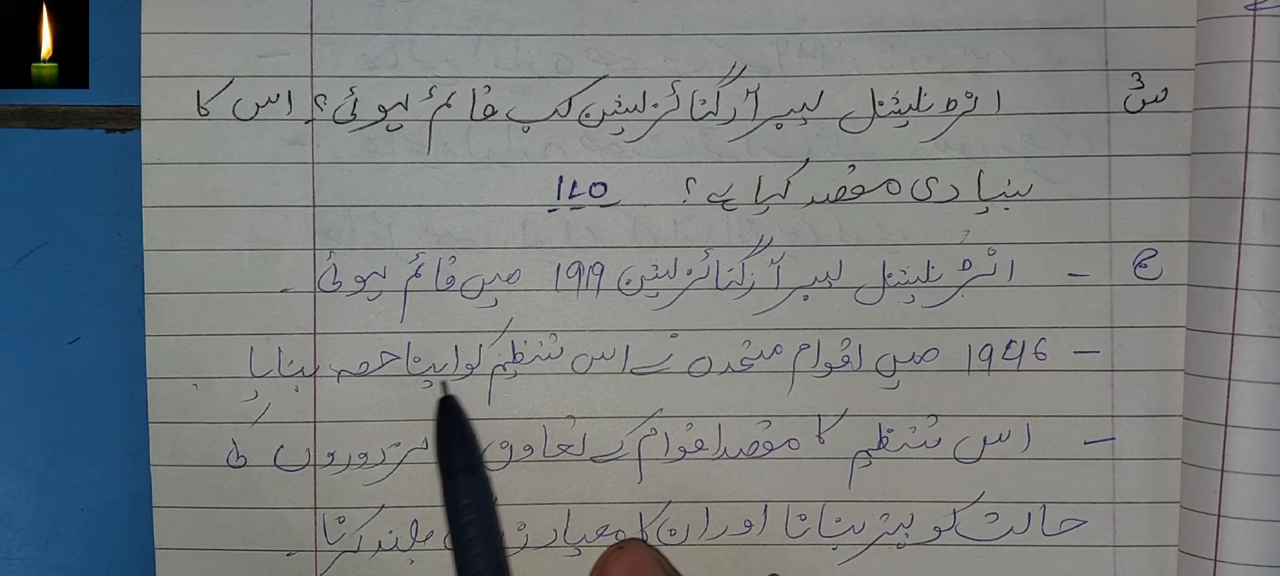 س3 انٹرنیشنل لیبر آرگنائزیشن کب قائم ہوئی؟ اس کا
بنیادی مقصد کیا ہے؟ ILO
ج - انٹرنیشنل لیبر آرگنائزیشن 1919 میں قائم ہوئی۔
- 1946 میں اقوام متحدہ نے اس تنظیم کو اپنا حصہ بنایا
- اس تنظیم کا مقصد اقوام کے تعاون مزدوروں کی
حالت کو بہتر بنانا اور ان کا معیار بلند کرنا۔